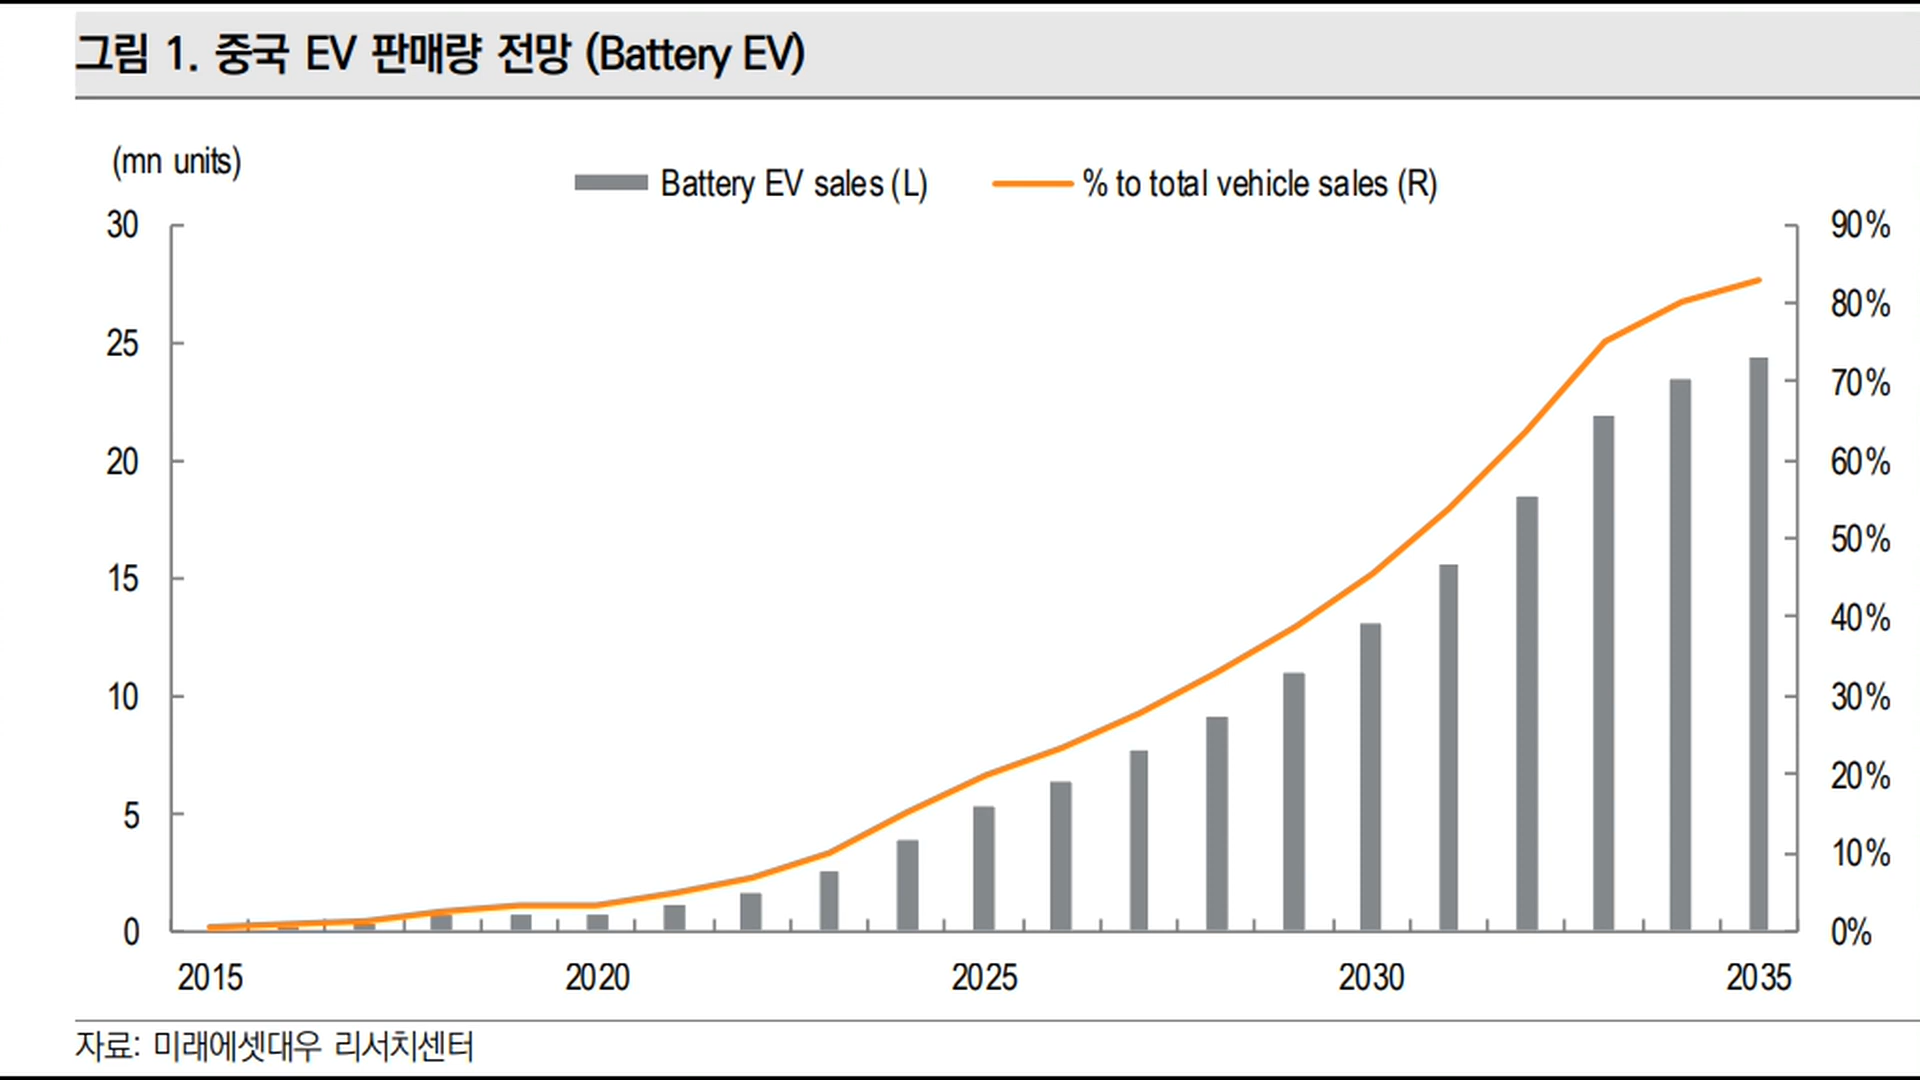 그림 1. 중국 EV 판매량 전망 (Battery EV)
(mn units)
Battery EV sales (L)
% to total vehicle sales (R)
30
25
20
15
10
5
0
90%
80%
70%
60%
50%
40%
30%
20%
10%
0%
2015 2020 2025 2030 2035
자료: 미래에셋대우 리서치센터